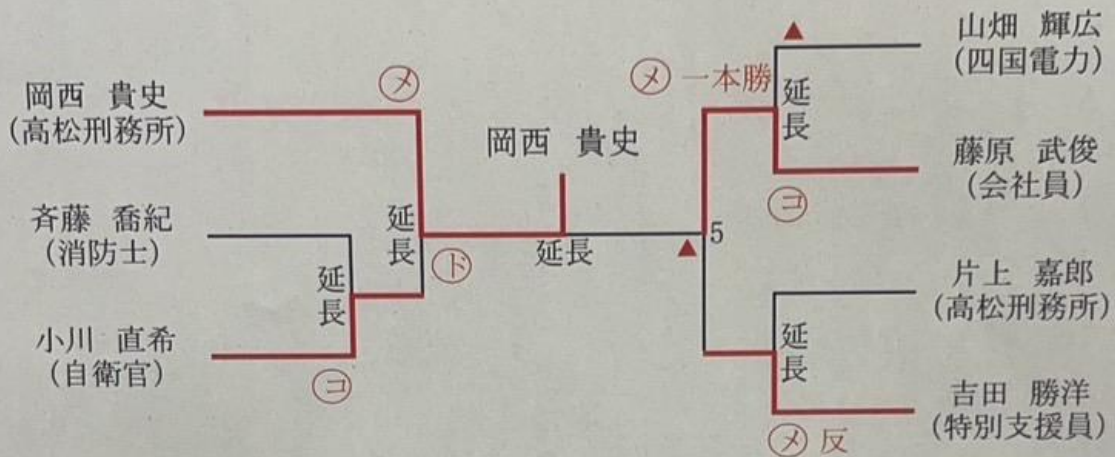 岡西 貴史
(高松刑務所)
斉藤 喬紀
(消防士)
小川 直希
(自衛官)
延長
コ
メ
延長
ド
岡西 貴史
延長
メ 一本勝
▲
5
▲
延長
コ
延長
メ 反
山畑 輝広
(四国電力)
藤原 武俊
(会社員)
片上 嘉郎
(高松刑務所)
吉田 勝洋
(特別支援員)